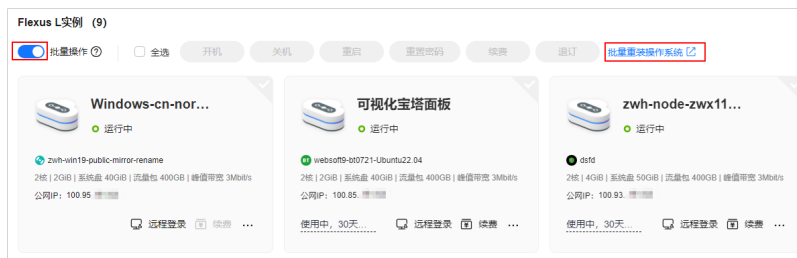 Flexus L实例 (9)
批量操作 全选 开机 关机 重启 重置密码 续费 退订 批量重装操作系统
Windows-cn-nor... 可视化宝塔面板 zwh-node-zwx11...
运行中 运行中 运行中
zwh-win19-public-mirror-rename BT websoft9-bt0721-Ubuntu22.04 dsfd
2核 | 2GiB | 系统盘 40GiB | 流量包 400GB | 峰值带宽 3Mbit/s 2核 | 2GiB | 系统盘 40GiB | 流量包 400GB | 峰值带宽 3Mbit/s 2核 | 4GiB | 系统盘 50GiB | 流量包 400GB | 峰值带宽 3Mbit/s
公网IP: 100.95 公网IP: 100.85. 公网IP: 100.93.
远程登录 续费 ... 使用中，30天... 远程登录 续费 ... 使用中，30天... 远程登录 续费 ...